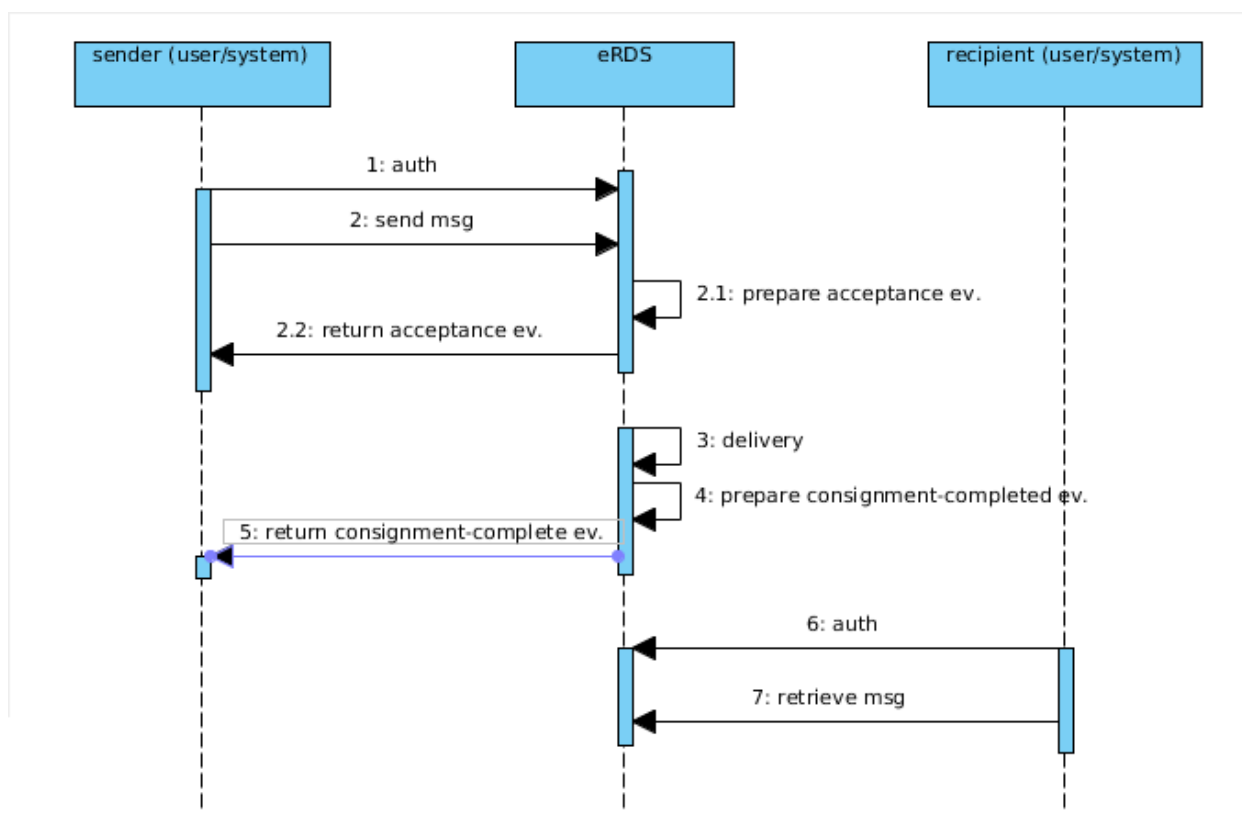 sender (user/system)
eRDS
recipient (user/system)
1: auth
2: send msg
2.1: prepare acceptance ev.
2.2: return acceptance ev.
3: delivery
4: prepare consignment-completed ev.
5: return consignment-complete ev.
6: auth
7: retrieve msg